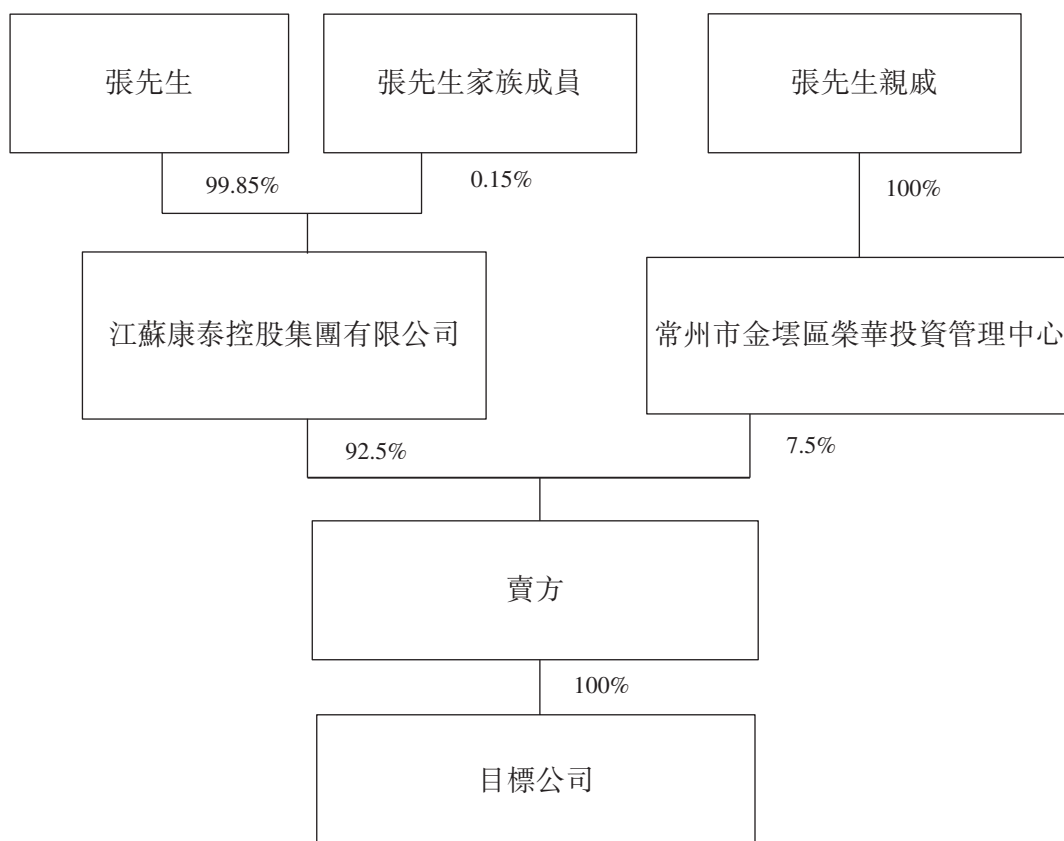 張先生
張先生家族成員
張先生親戚
99.85%
0.15%
100%
江蘇康泰控股集團有限公司
常州市金壜區榮華投資管理中心
92.5%
7.5%
賣方
100%
目標公司